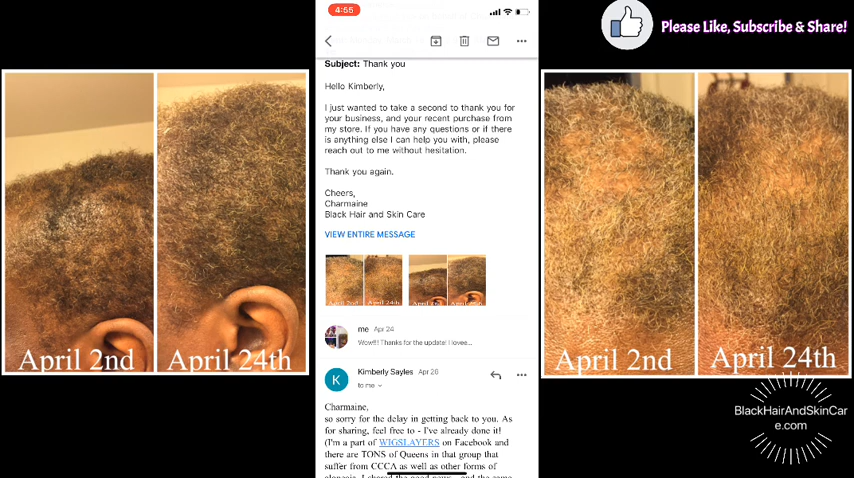 4:55
Please Like, Subscribe & Share!
Subject: Thank you
Hello Kimberly,
I just wanted to take a second to thank you for
your business, and your recent purchase from
my store. If you have any questions or if there
is anything else I can help you with, please
reach out to me without hesitation.
Thank you again.
Cheers,
Charmaine
Black Hair and Skin Care
VIEW ENTIRE MESSAGE
April 2nd
April 24th
me Apr 24
Wow!!! Thanks for the update! I lovee...
K
Kimberly Sayles Apr 26
to me
Charmaine,
so sorry for the delay in getting back to you. As
for sharing, feel free to - I've already done it!
(I'm a part of WIGSLAYERS on Facebook and
there are TONS of Queens in that group that
suffer from CCCA as well as other forms of
April 2nd
April 24th
April 2nd
April 24th
BlackHairAndSkinCar
e.com